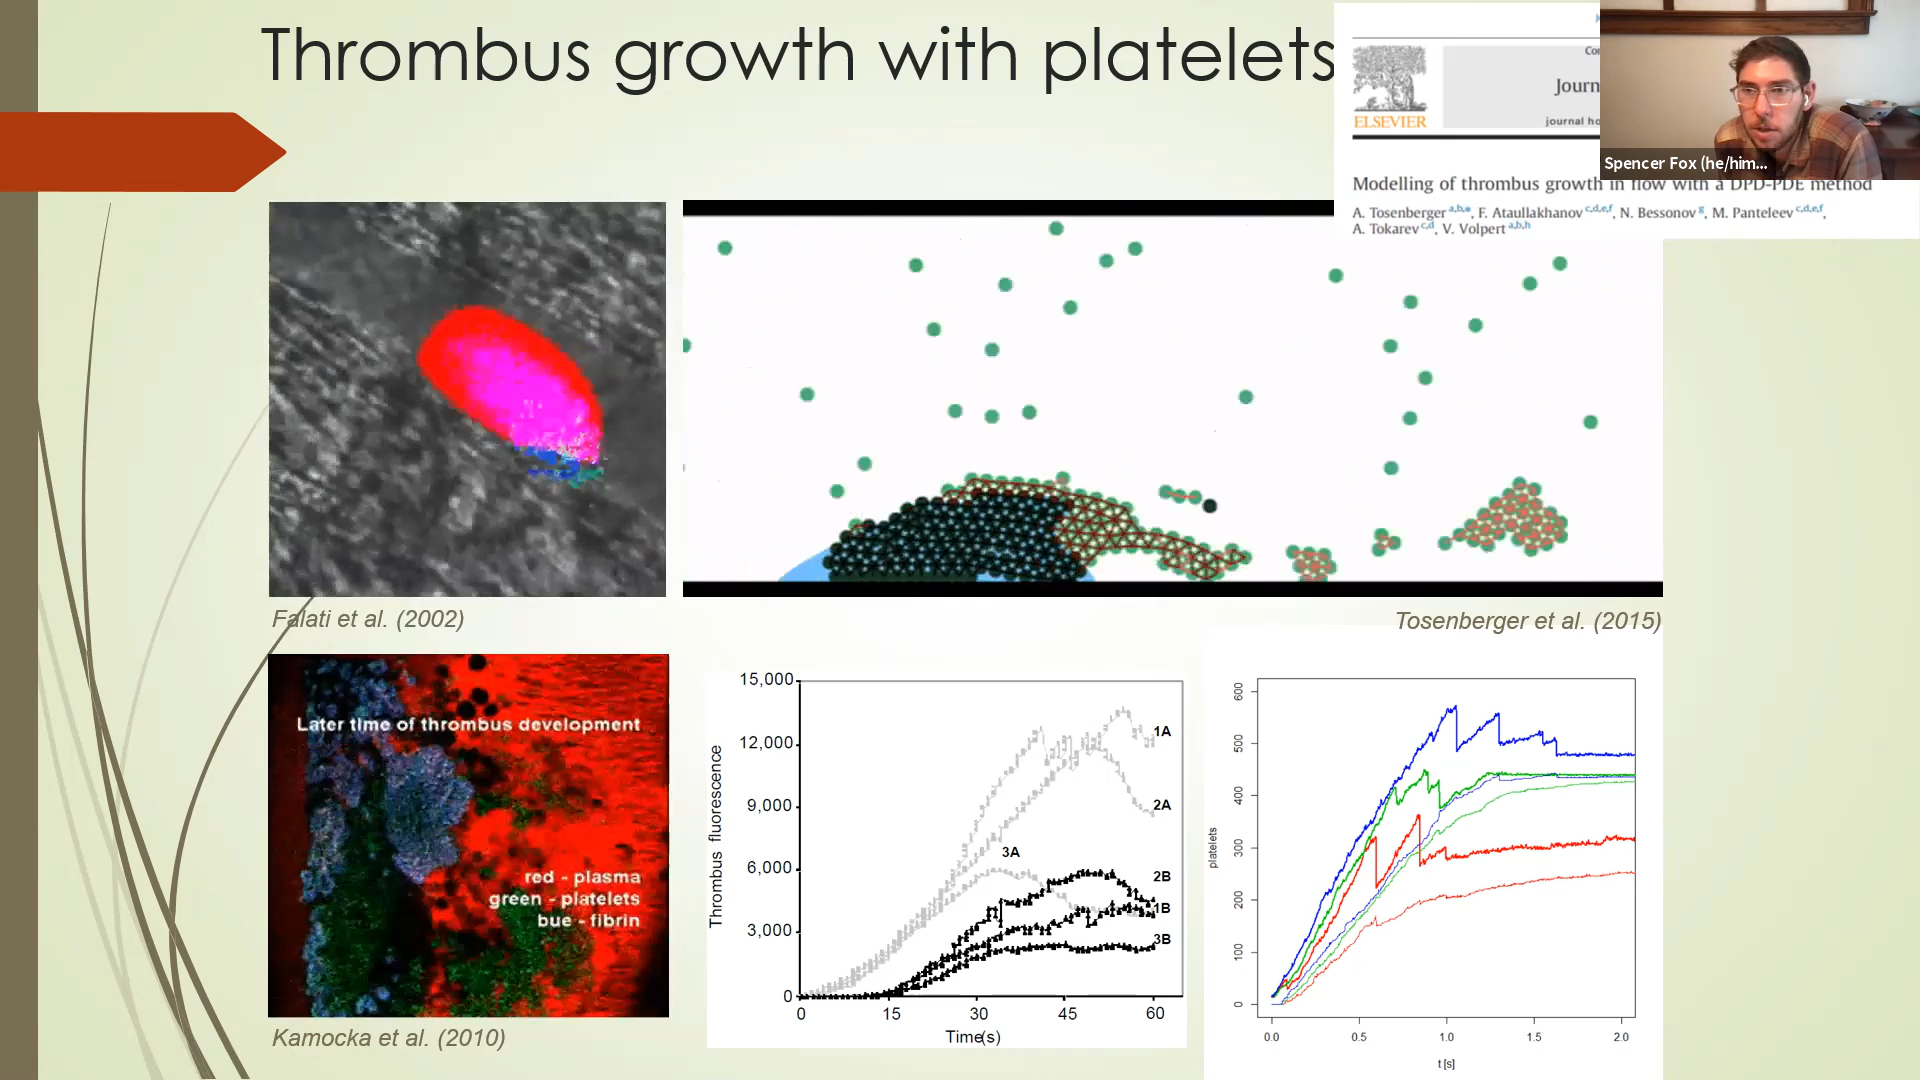 Thrombus growth with platelets
ELSEVIER
Journ
journal ho
Spencer Fox (he/him...
Modelling of thrombus growth in flow with a DPD-PDE method
A. Tosenberger a,b,*, F. Ataullakhanov c,d,e,f, N. Bessonov g, M. Panteleev c,d,e,f,
A. Tokarev c,d, V. Volpert a,b,h
Falati et al. (2002)
Tosenberger et al. (2015)
Later time of thrombus development
red - plasma
green - platelets
bue - fibrin
Kamocka et al. (2010)
Thrombus fluorescence
15,000
12,000
9,000
6,000
3,000
0
1A
2A
3A
2B
1B
3B
0 15 30 45 60
Time(s)
platelets
600
500
400
300
200
100
0
0.0 0.5 1.0 1.5 2.0
t [s]